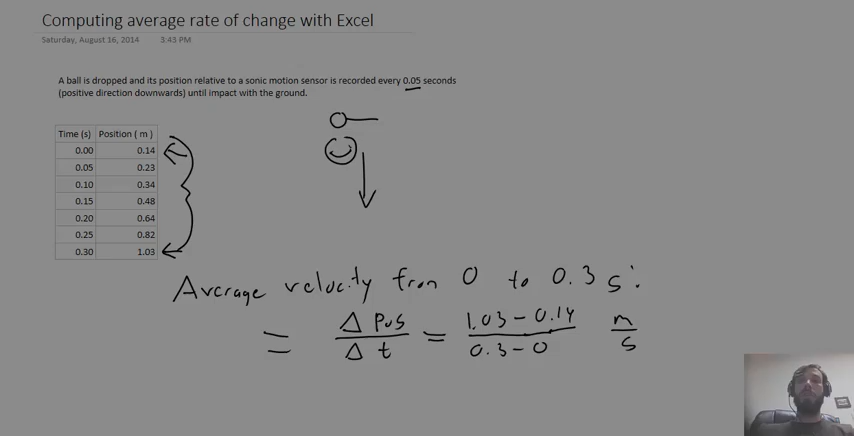 Computing average rate of change with Excel
Saturday, August 16, 2014 3:43 PM
A ball is dropped and its position relative to a sonic motion sensor is recorded every 0.05 seconds
(positive direction downwards) until impact with the ground.
Time (s) Position ( m )
0.00 0.14
0.05 0.23
0.10 0.34
0.15 0.48
0.20 0.64
0.25 0.82
0.30 1.03
Average velocity from 0 to 0.3 s:
= Δ pos / Δ t = 1.03 - 0.14 / 0.3 - 0 m / s